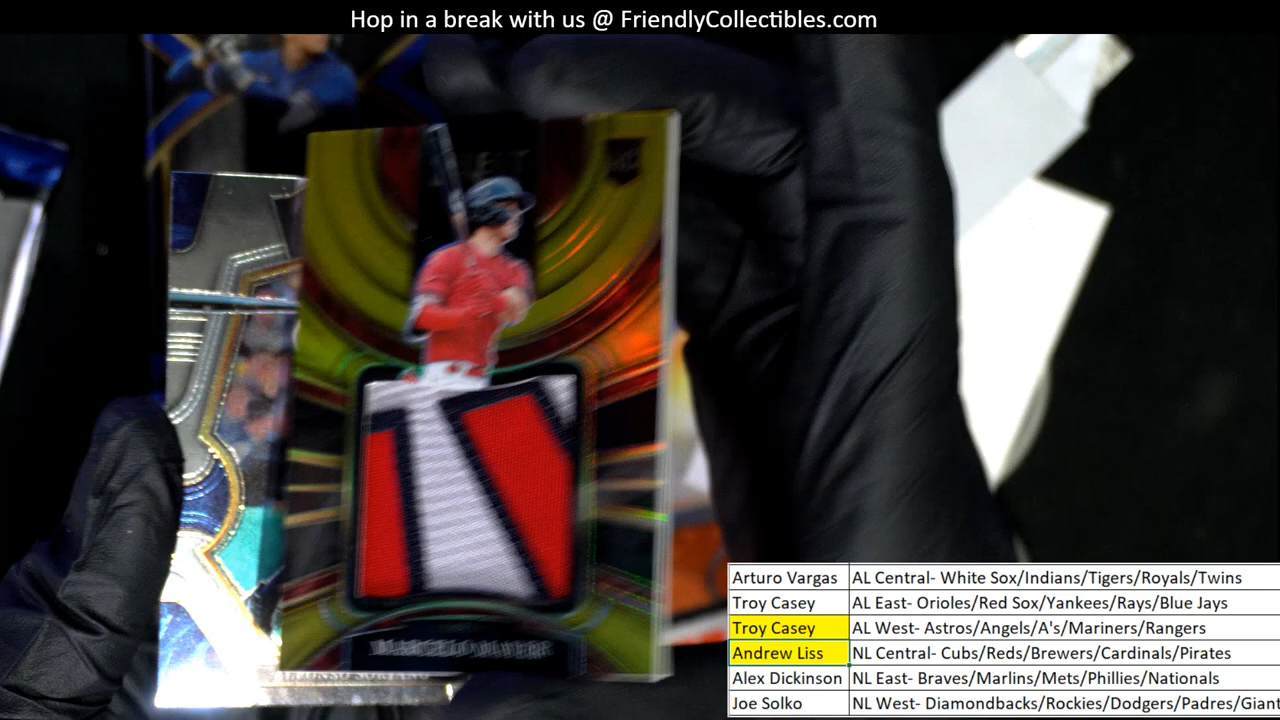 Hop in a break with us @ FriendlyCollectibles.com
RC
MARCELO MAYER
Arturo Vargas AL Central- White Sox/Indians/Tigers/Royals/Twins
Troy Casey AL East- Orioles/Red Sox/Yankees/Rays/Blue Jays
Troy Casey AL West- Astros/Angels/A's/Mariners/Rangers
Andrew Liss NL Central- Cubs/Reds/Brewers/Cardinals/Pirates
Alex Dickinson NL East- Braves/Marlins/Mets/Phillies/Nationals
Joe Solko NL West- Diamondbacks/Rockies/Dodgers/Padres/Giant